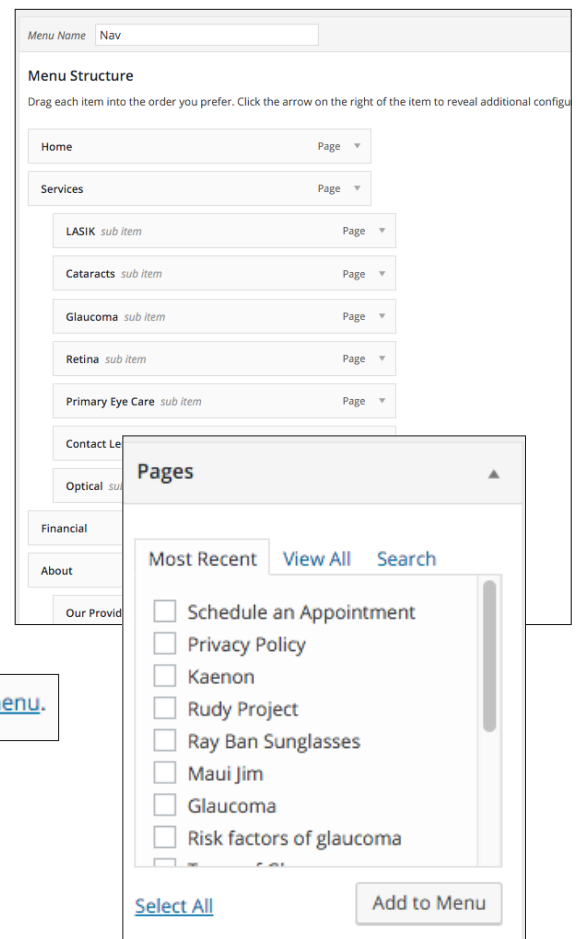 Menu Name Nav
Menu Structure
Drag each item into the order you prefer. Click the arrow on the right of the item to reveal additional
Home Page
Services Page
LASIK sub item Page
Cataracts sub item Page
Glaucoma sub item Page
Retina sub item Page
Primary Eye Care sub item Page
Contact
Optical
Financial
About
Our
Pages
Most Recent View All Search
Schedule an Appointment
Privacy Policy
Kaenon
Rudy Project
Ray Ban Sunglasses
Maui Jim
Glaucoma
Risk factors of glaucoma
Select All Add to Menu